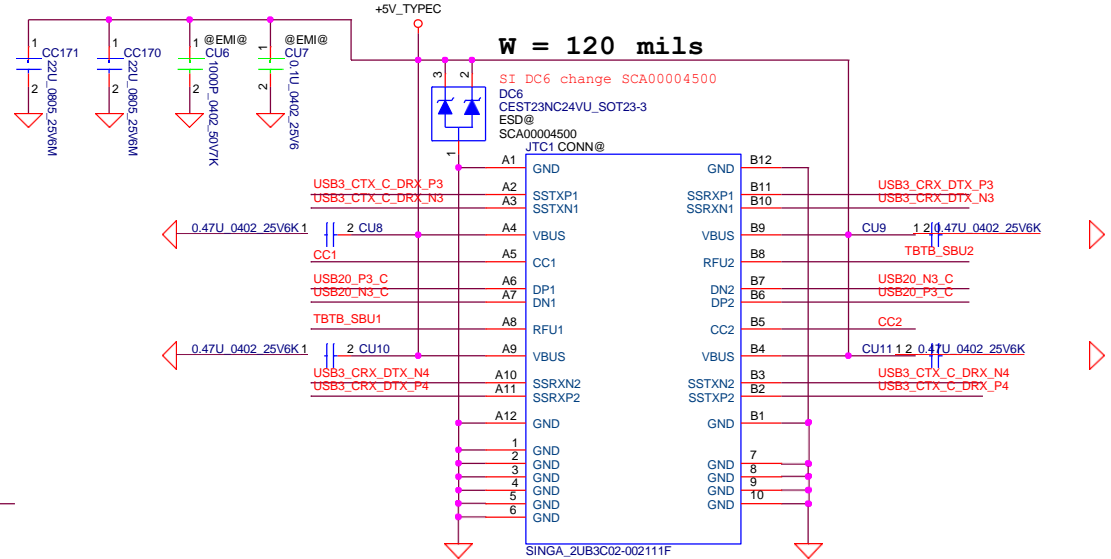 +5V_TYPEC
1 CC171 2 22U_0805_25V6M
1 CC170 2 22U_0805_25V6M
@EMI@ 1 CU6 2 1000P_0402_50V7K
@EMI@ 1 CU7 2 0.1U_0402_25V6
W = 120 mils
SI DC6 change SCA00004500
3 2 1
DC6
CEST23NC24VU_SOT23-3
ESD@
SCA00004500
JTC1 CONN@
A1 GND GND B12
USB3_CTX_C_DRX_P3 A2 SSTXP1 SSRXP1 B11 USB3_CRX_DTX_P3
USB3_CTX_C_DRX_N3 A3 SSTXN1 SSRXN1 B10 USB3_CRX_DTX_N3
0.47U_0402_25V6K 1 2 CU8 A4 VBUS VBUS B9 CU9 1 2 0.47U_0402_25V6K
CC1 A5 CC1 RFU2 B8 TBTB_SBU2
USB20_P3_C A6 DP1 DN2 B7 USB20_N3_C
USB20_N3_C A7 DN1 DP2 B6 USB20_P3_C
TBTB_SBU1 A8 RFU1 CC2 B5 CC2
0.47U_0402_25V6K 1 2 CU10 A9 VBUS VBUS B4 CU11 1 2 0.47U_0402_25V6K
USB3_CRX_DTX_N4 A10 SSRXN2 SSTXN2 B3 USB3_CTX_C_DRX_N4
USB3_CRX_DTX_P4 A11 SSRXP2 SSTXP2 B2 USB3_CTX_C_DRX_P4
A12 GND GND B1
1 GND
2 GND GND 7
3 GND GND 8
4 GND GND 9
5 GND GND 10
6 GND
SINGA_2UB3C02-002111F